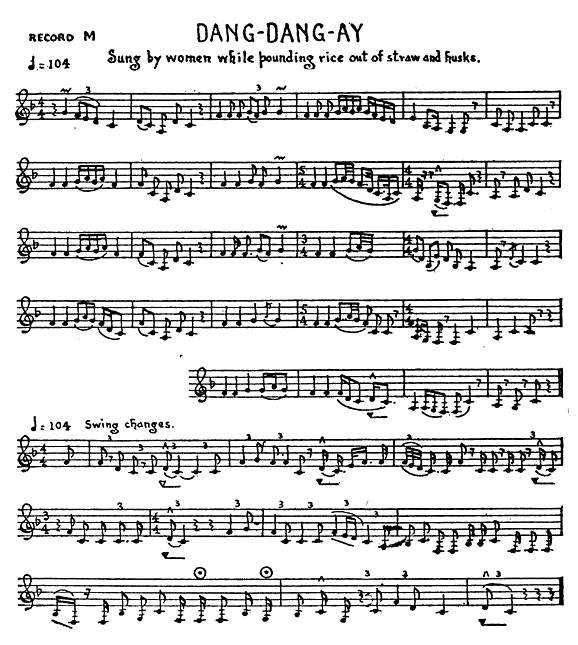 DANG-DANG-AY
RECORD M
Sung by women while pounding rice out of straw and husks.
♩.=104
♩=104 Swing changes.